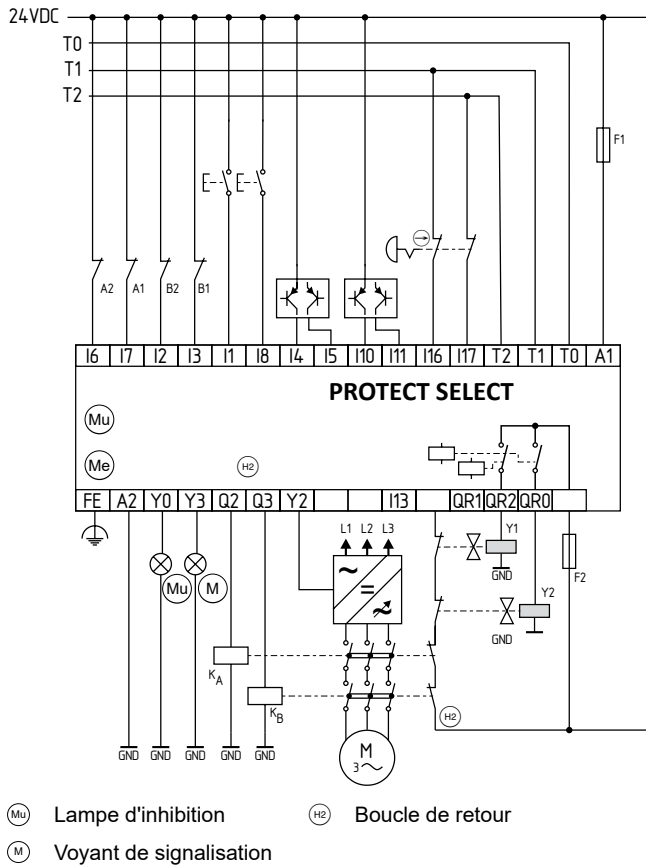 24VDC
T0
T1
T2
F1
A2 A1 B2 B1
I6 I7 I2 I3 I1 I8 I4 I5 I10 I11 I16 I17 T2 T1 T0 A1
PROTECT SELECT
Mu
Me H2
FE A2 Y0 Y3 Q2 Q3 Y2 I13 QR1 QR2 QR0
L1 L2 L3 Y1
GND
F2
Mu M
Y2
GND
KA
KB
H2
M
3
GND GND GND GND GND
Mu Lampe d'inhibition H2 Boucle de retour
M Voyant de signalisation